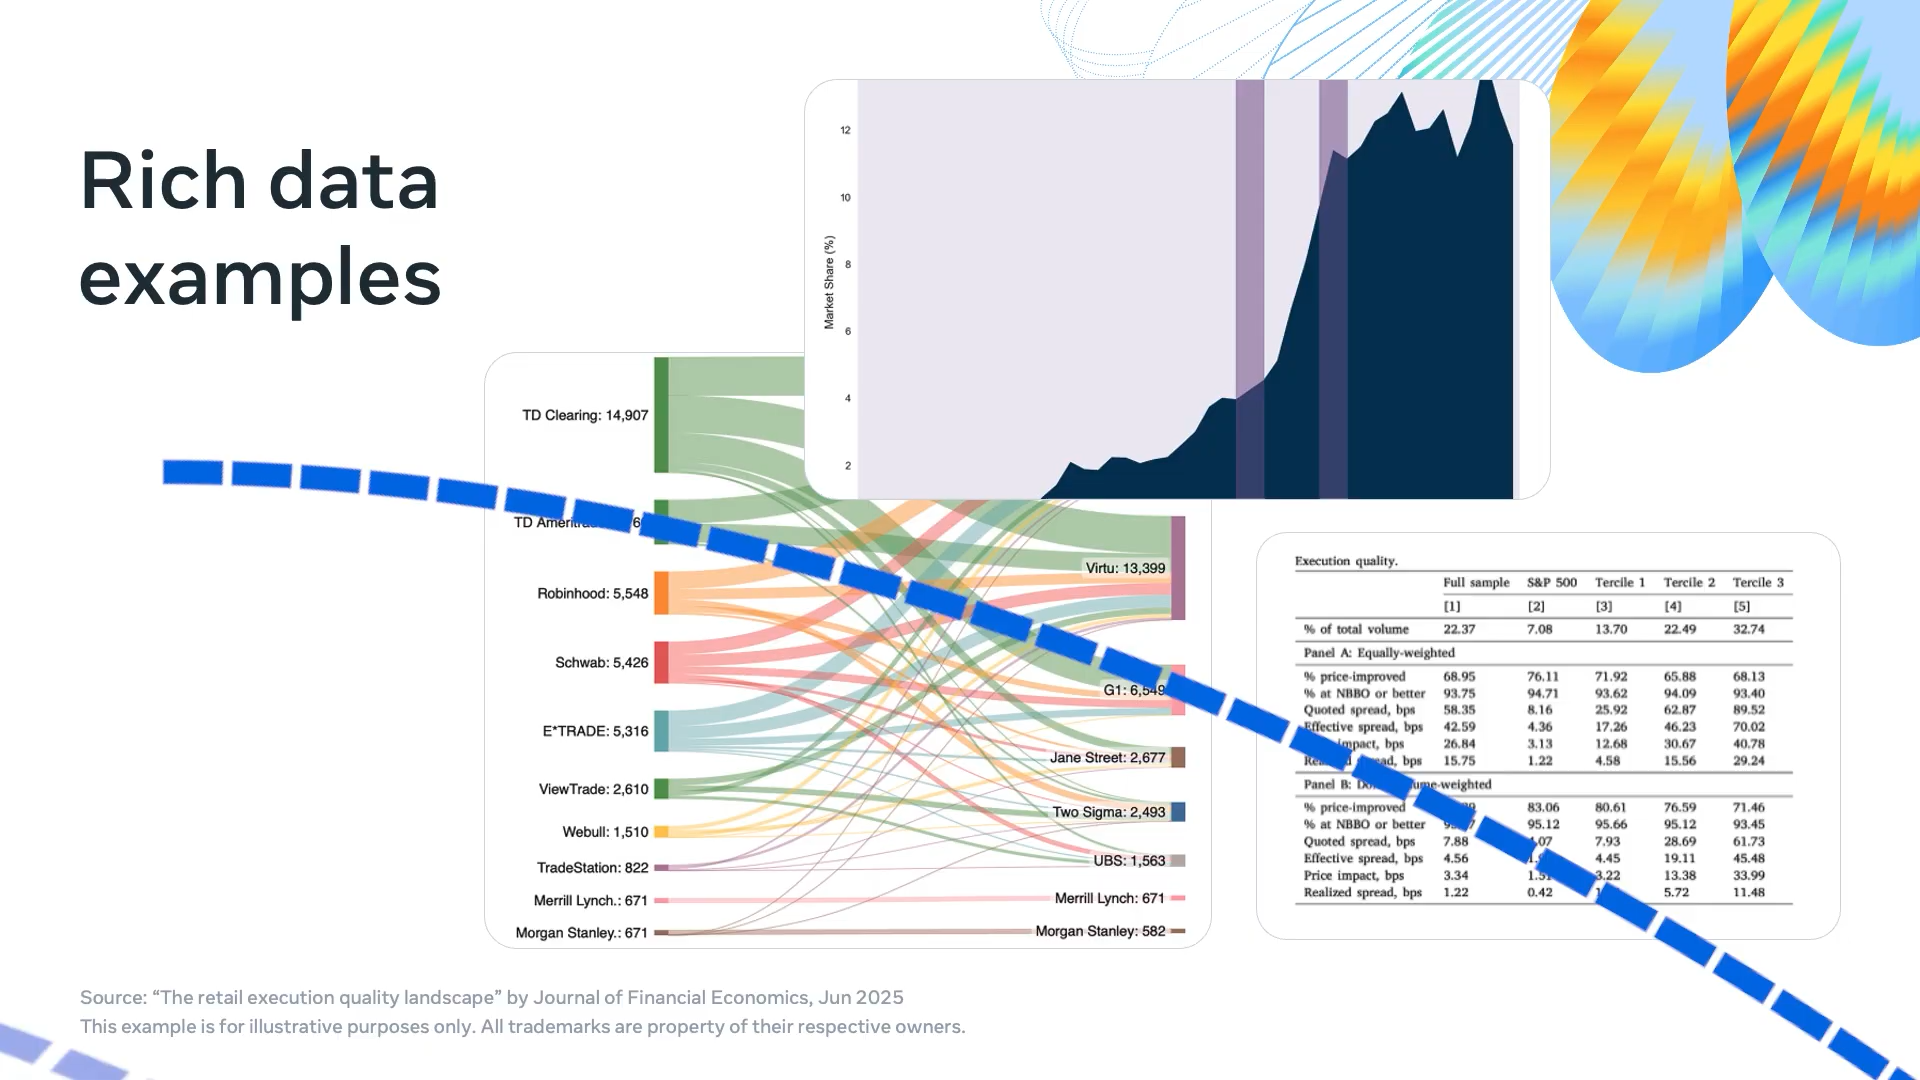 Rich data
examples
12
10
8
6
4
2
Market Share (%)
TD Clearing: 14,907
TD
Robinhood: 5,548
Schwab: 5,426
E*TRADE: 5,316
ViewTrade: 2,610
Webull: 1,510
TradeStation: 822
Merrill Lynch.: 671
Morgan Stanley.: 671
Virtu: 13,399
G1: 6,549
Jane Street: 2,677
Two Sigma: 2,493
UBS: 1,563
Merrill Lynch: 671
Morgan Stanley: 582
Execution quality.
Full sample S&P 500 Tercile 1 Tercile 2 Tercile 3
[1] [2] [3] [4] [5]
% of total volume 22.37 7.08 13.70 22.49 32.74
Panel A: Equally-weighted
% price-improved 68.95 76.11 71.92 65.88 68.13
% at NBBO or better 93.75 94.71 93.62 94.09 93.40
Quoted spread, bps 58.35 8.16 25.92 62.87 89.52
Effective spread, bps 42.59 4.36 17.26 46.23 70.02
impact, bps 26.84 3.13 12.68 30.67 40.78
bps 15.75 1.22 4.58 15.56 29.24
Panel B:
% price-improved 83.06 80.61 76.59 71.46
% at NBBO or better 95.12 95.66 95.12 93.45
Quoted spread, bps 7.88 7.93 28.69 61.73
Effective spread, bps 4.56 4.45 19.11 45.48
Price impact, bps 3.34 3.22 13.38 33.99
Realized spread, bps 1.22 0.42 5.72 11.48
Source: “The retail execution quality landscape” by Journal of Financial Economics, Jun 2025
This example is for illustrative purposes only. All trademarks are property of their respective owners.